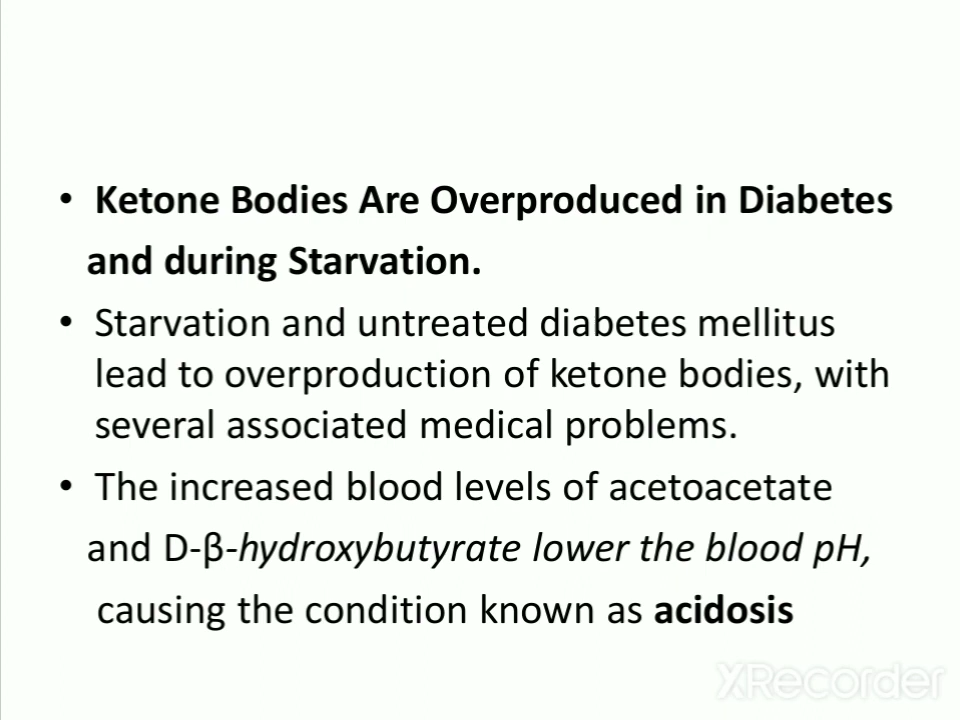 • Ketone Bodies Are Overproduced in Diabetes
and during Starvation.
• Starvation and untreated diabetes mellitus
lead to overproduction of ketone bodies, with
several associated medical problems.
• The increased blood levels of acetoacetate
and D-β-hydroxybutyrate lower the blood pH,
causing the condition known as acidosis
XRecorder